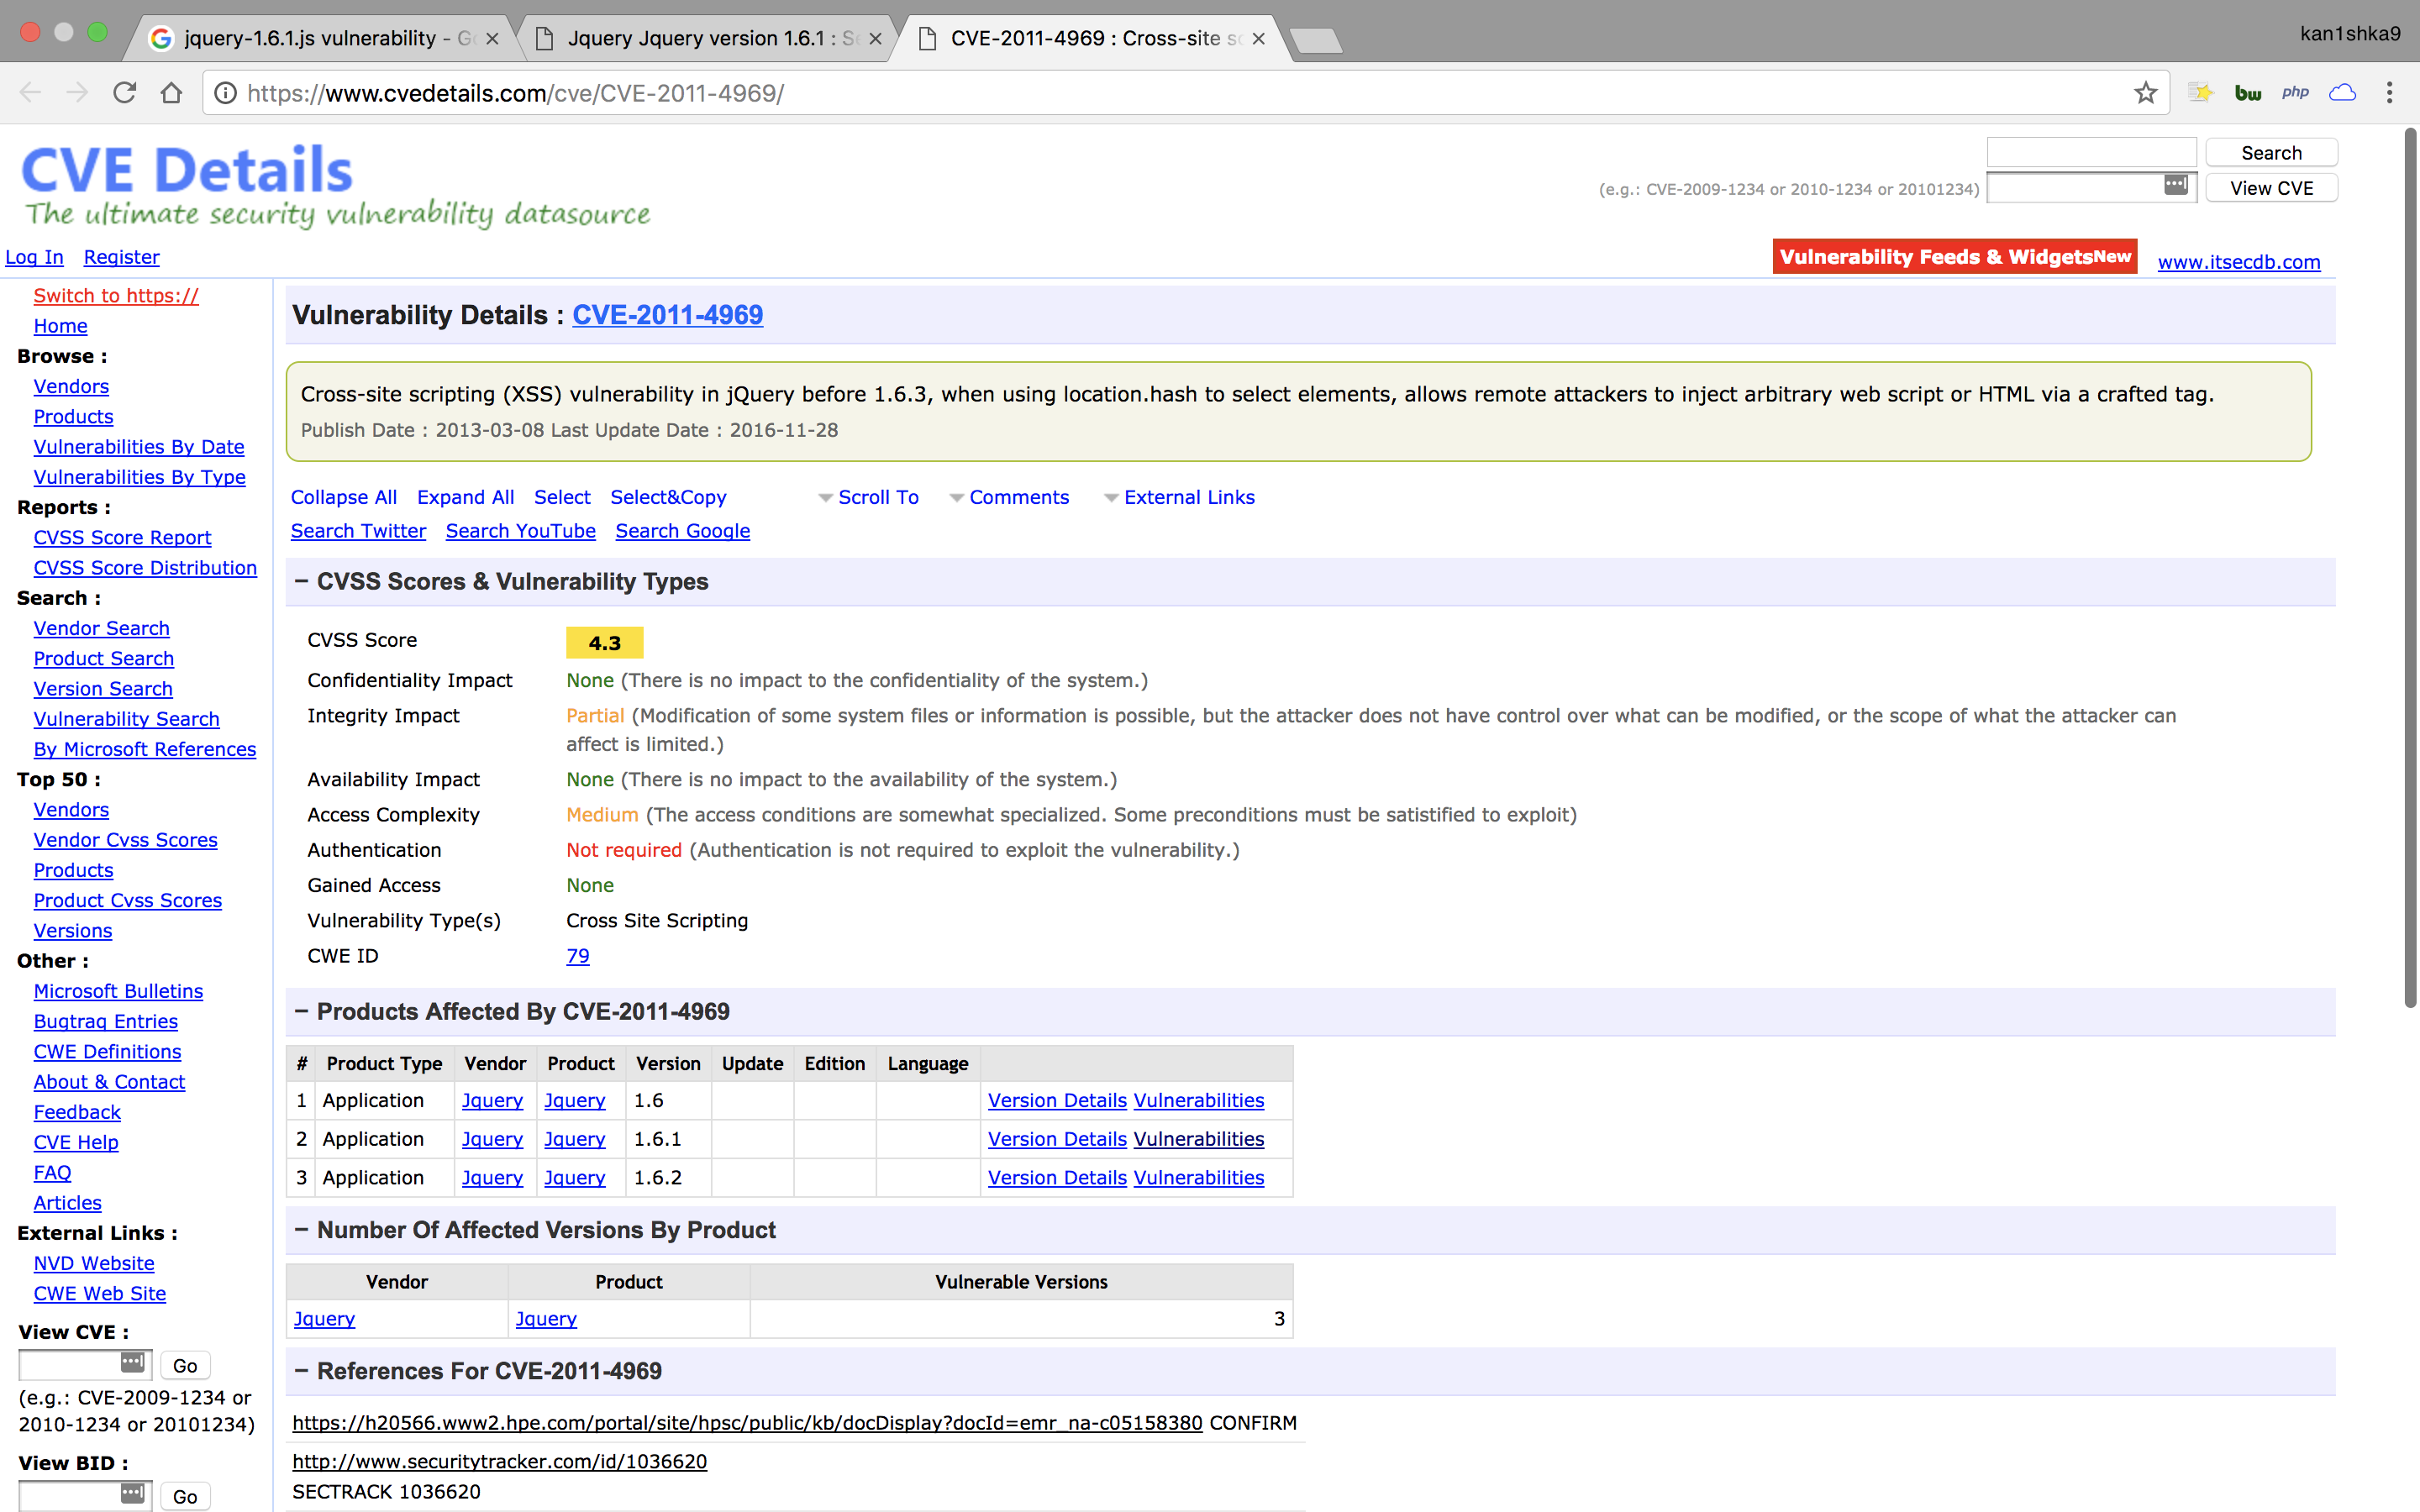 jquery-1.6.1.js vulnerability - G
Jquery Jquery version 1.6.1 : Se
CVE-2011-4969 : Cross-site s
kan1shka9
https://www.cvedetails.com/cve/CVE-2011-4969/
bw
php
CVE Details
The ultimate security vulnerability datasource
Search
(e.g.: CVE-2009-1234 or 2010-1234 or 20101234)
View CVE
Log In Register
Vulnerability Feeds & WidgetsNew
www.itsecdb.com
Switch to https://
Home
Browse :
Vendors
Products
Vulnerabilities By Date
Vulnerabilities By Type
Reports :
CVSS Score Report
CVSS Score Distribution
Search :
Vendor Search
Product Search
Version Search
Vulnerability Search
By Microsoft References
Top 50 :
Vendors
Vendor Cvss Scores
Products
Product Cvss Scores
Versions
Other :
Microsoft Bulletins
Bugtraq Entries
CWE Definitions
About & Contact
Feedback
CVE Help
FAQ
Articles
External Links :
NVD Website
CWE Web Site
View CVE :
Go
(e.g.: CVE-2009-1234 or
2010-1234 or 20101234)
View BID :
Go
Vulnerability Details : CVE-2011-4969
Cross-site scripting (XSS) vulnerability in jQuery before 1.6.3, when using location.hash to select elements, allows remote attackers to inject arbitrary web script or HTML via a crafted tag.
Publish Date : 2013-03-08 Last Update Date : 2016-11-28
Collapse All Expand All Select Select&Copy Scroll To Comments External Links
Search Twitter Search YouTube Search Google
− CVSS Scores & Vulnerability Types
CVSS Score 4.3
Confidentiality Impact None (There is no impact to the confidentiality of the system.)
Integrity Impact Partial (Modification of some system files or information is possible, but the attacker does not have control over what can be modified, or the scope of what the attacker can
affect is limited.)
Availability Impact None (There is no impact to the availability of the system.)
Access Complexity Medium (The access conditions are somewhat specialized. Some preconditions must be satistified to exploit)
Authentication Not required (Authentication is not required to exploit the vulnerability.)
Gained Access None
Vulnerability Type(s) Cross Site Scripting
CWE ID 79
− Products Affected By CVE-2011-4969
# Product Type Vendor Product Version Update Edition Language
1 Application Jquery Jquery 1.6 Version Details Vulnerabilities
2 Application Jquery Jquery 1.6.1 Version Details Vulnerabilities
3 Application Jquery Jquery 1.6.2 Version Details Vulnerabilities
− Number Of Affected Versions By Product
Vendor Product Vulnerable Versions
Jquery Jquery 3
− References For CVE-2011-4969
https://h20566.www2.hpe.com/portal/site/hpsc/public/kb/docDisplay?docId=emr_na-c05158380 CONFIRM
http://www.securitytracker.com/id/1036620
SECTRACK 1036620